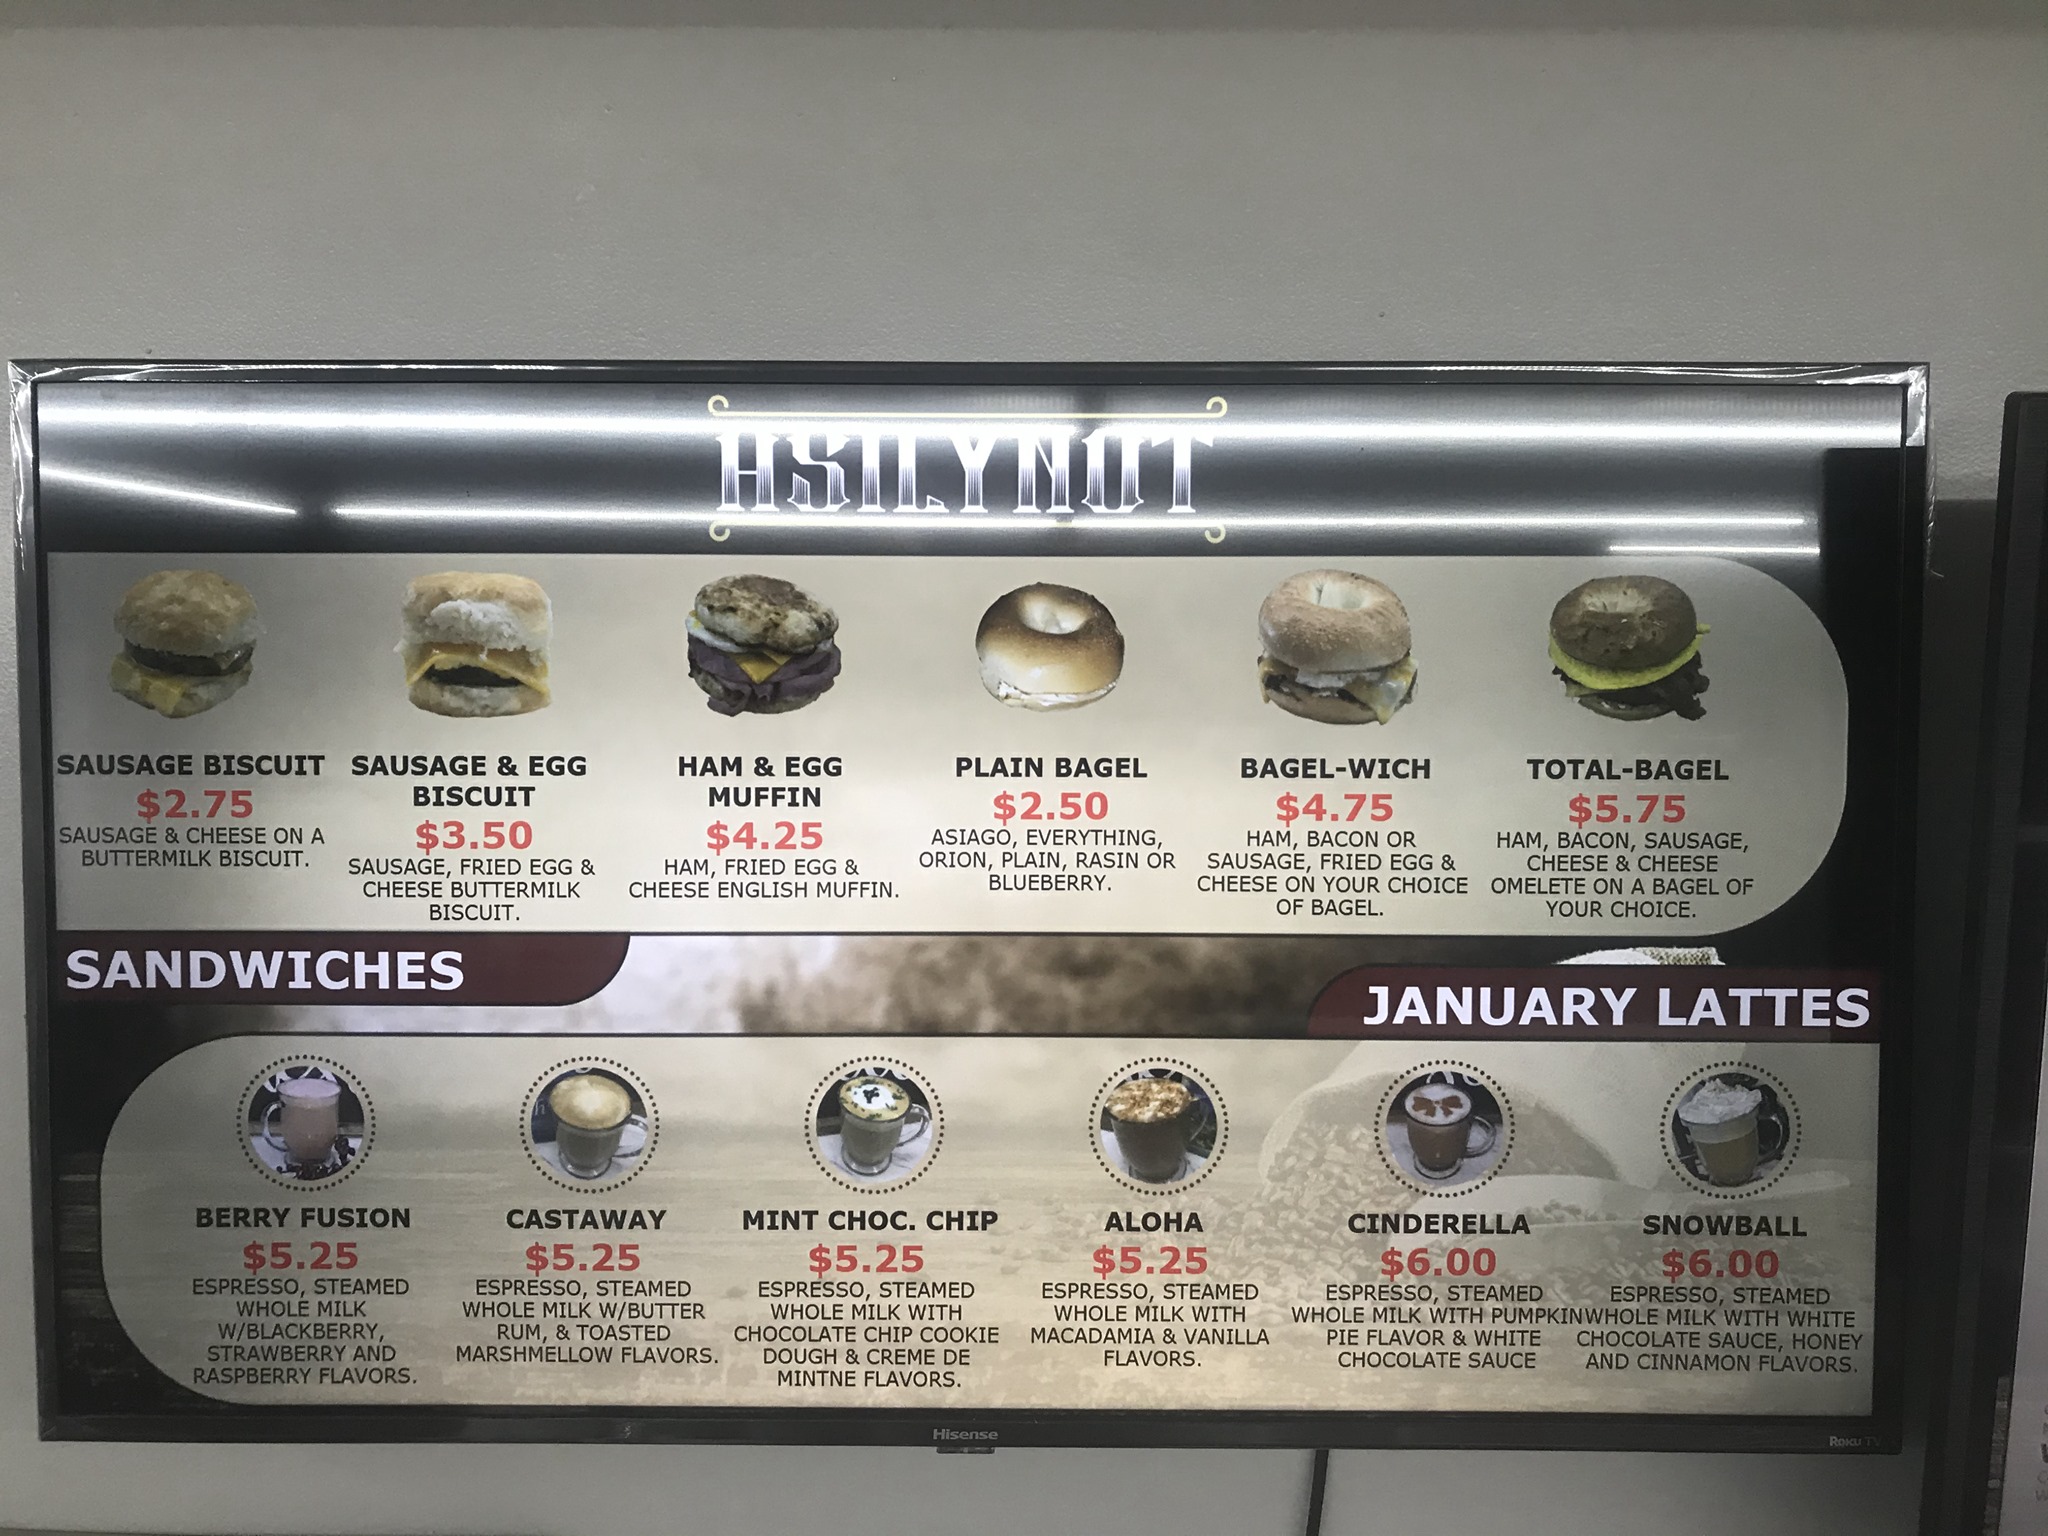 HSILYNOT
SAUSAGE BISCUIT
$2.75
SAUSAGE & CHEESE ON A
BUTTERMILK BISCUIT.
SAUSAGE & EGG
BISCUIT
$3.50
SAUSAGE, FRIED EGG &
CHEESE BUTTERMILK
BISCUIT.
HAM & EGG
MUFFIN
$4.25
HAM, FRIED EGG &
CHEESE ENGLISH MUFFIN.
PLAIN BAGEL
$2.50
ASIAGO, EVERYTHING,
ORION, PLAIN, RASIN OR
BLUEBERRY.
BAGEL-WICH
$4.75
HAM, BACON OR
SAUSAGE, FRIED EGG &
CHEESE ON YOUR CHOICE
OF BAGEL.
TOTAL-BAGEL
$5.75
HAM, BACON, SAUSAGE,
CHEESE & CHEESE
OMELETE ON A BAGEL OF
YOUR CHOICE.
SANDWICHES
JANUARY LATTES
BERRY FUSION
$5.25
ESPRESSO, STEAMED
WHOLE MILK
W/BLACKBERRY,
STRAWBERRY AND
RASPBERRY FLAVORS.
CASTAWAY
$5.25
ESPRESSO, STEAMED
WHOLE MILK W/BUTTER
RUM, & TOASTED
MARSHMELLOW FLAVORS.
MINT CHOC. CHIP
$5.25
ESPRESSO, STEAMED
WHOLE MILK WITH
CHOCOLATE CHIP COOKIE
DOUGH & CREME DE
MINTNE FLAVORS.
ALOHA
$5.25
ESPRESSO, STEAMED
WHOLE MILK WITH
MACADAMIA & VANILLA
FLAVORS.
CINDERELLA
$6.00
ESPRESSO, STEAMED
WHOLE MILK WITH PUMPKIN
PIE FLAVOR & WHITE
CHOCOLATE SAUCE
SNOWBALL
$6.00
ESPRESSO, STEAMED
WHOLE MILK WITH WHITE
CHOCOLATE SAUCE, HONEY
AND CINNAMON FLAVORS.
Hisense
Roku TV